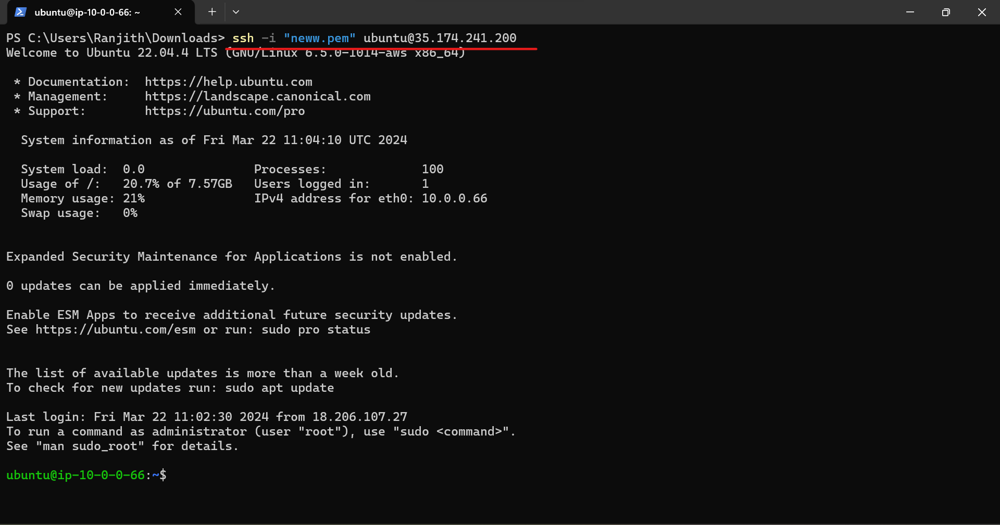 ubuntu@ip-10-0-0-66: ~
PS C:\Users\Ranjith\Downloads> ssh -i "neww.pem" ubuntu@35.174.241.200
Welcome to Ubuntu 22.04.4 LTS (GNU/Linux 6.5.0-1014-aws x86_64)
* Documentation:  https://help.ubuntu.com
* Management:     https://landscape.canonical.com
* Support:        https://ubuntu.com/pro
System information as of Fri Mar 22 11:04:10 UTC 2024
System load:  0.0               Processes:             100
Usage of /:   20.7% of 7.57GB   Users logged in:       1
Memory usage: 21%               IPv4 address for eth0: 10.0.0.66
Swap usage:   0%
Expanded Security Maintenance for Applications is not enabled.
0 updates can be applied immediately.
Enable ESM Apps to receive additional future security updates.
See https://ubuntu.com/esm or run: sudo pro status
The list of available updates is more than a week old.
To check for new updates run: sudo apt update
Last login: Fri Mar 22 11:02:30 2024 from 18.206.107.27
To run a command as administrator (user "root"), use "sudo <command>".
See "man sudo_root" for details.
ubuntu@ip-10-0-0-66:~$